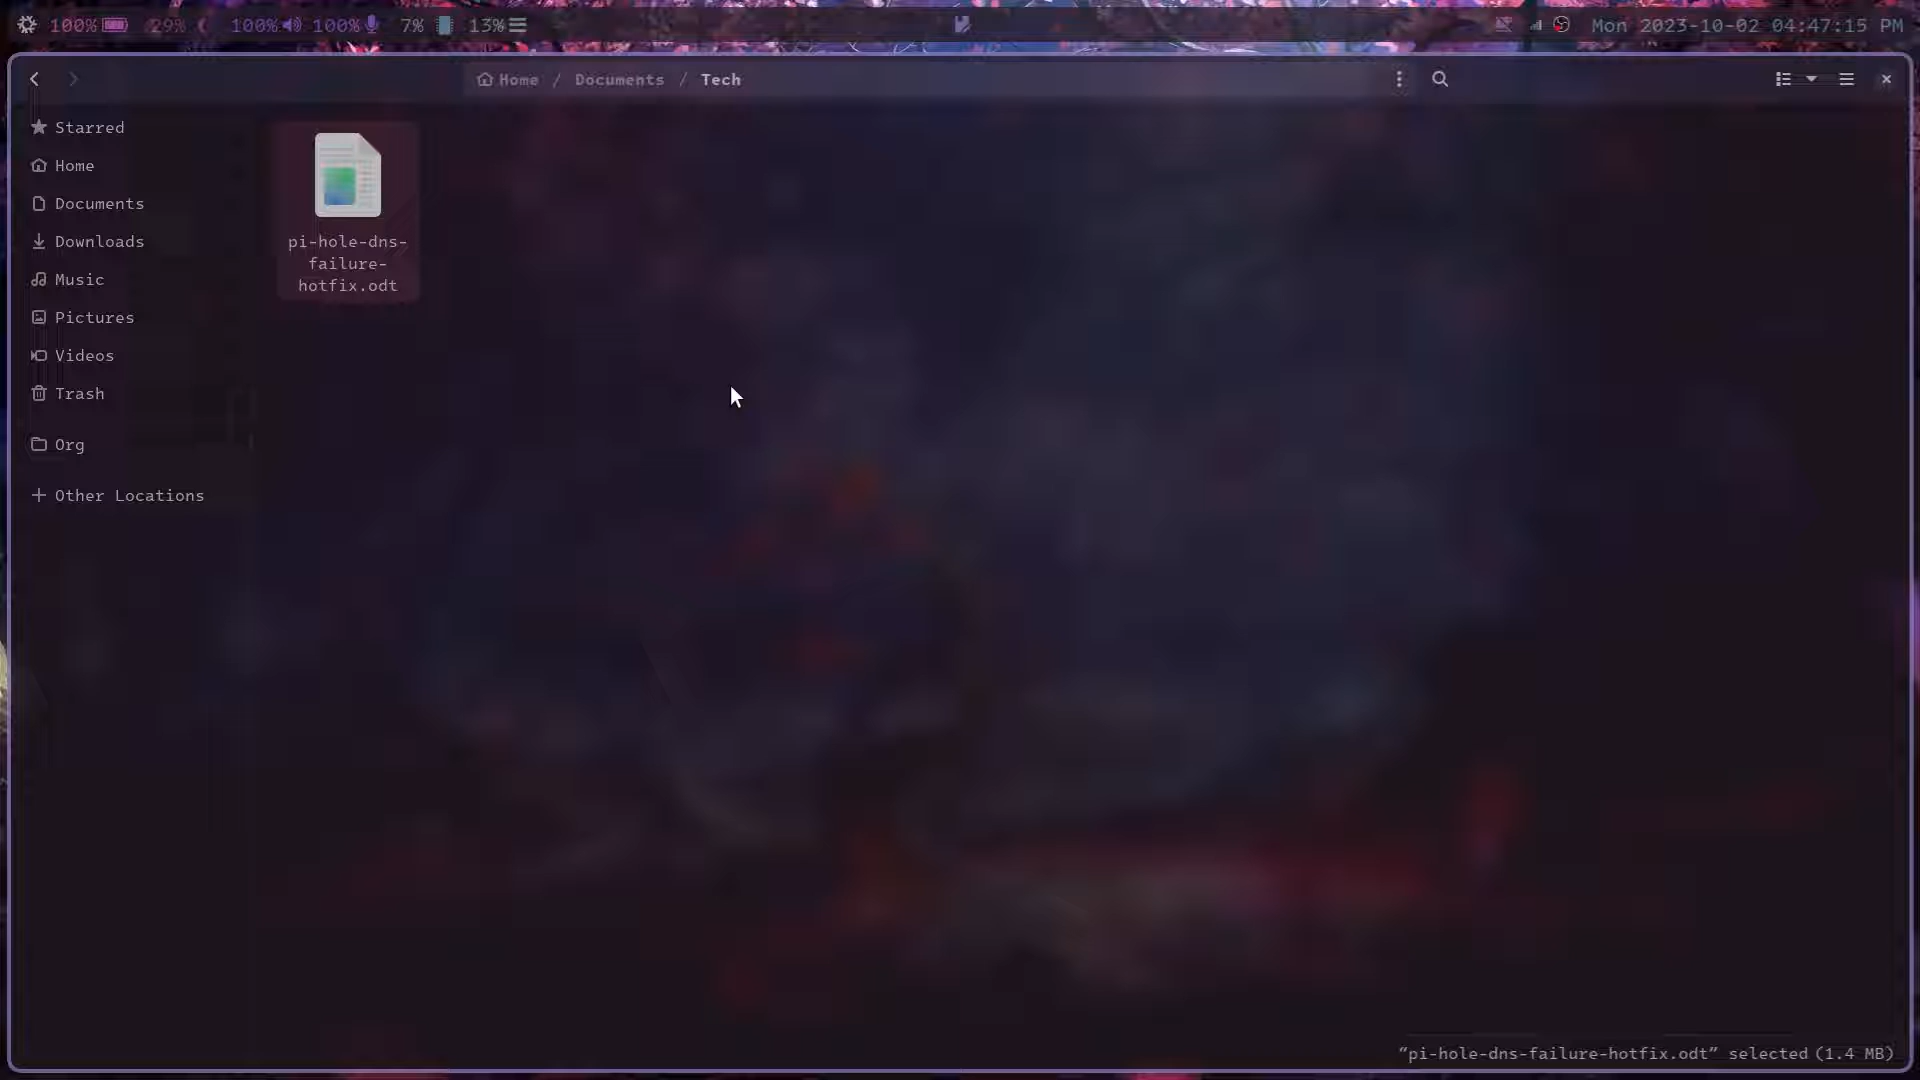 100% 29% 100% 100% 7% 13%
Mon 2023-10-02 04:47:15 PM
Home / Documents / Tech
Starred
Home
Documents
Downloads
Music
Pictures
Videos
Trash
Org
Other Locations
pi-hole-dns-
failure-
hotfix.odt
“pi-hole-dns-failure-hotfix.odt” selected (1.4 MB)